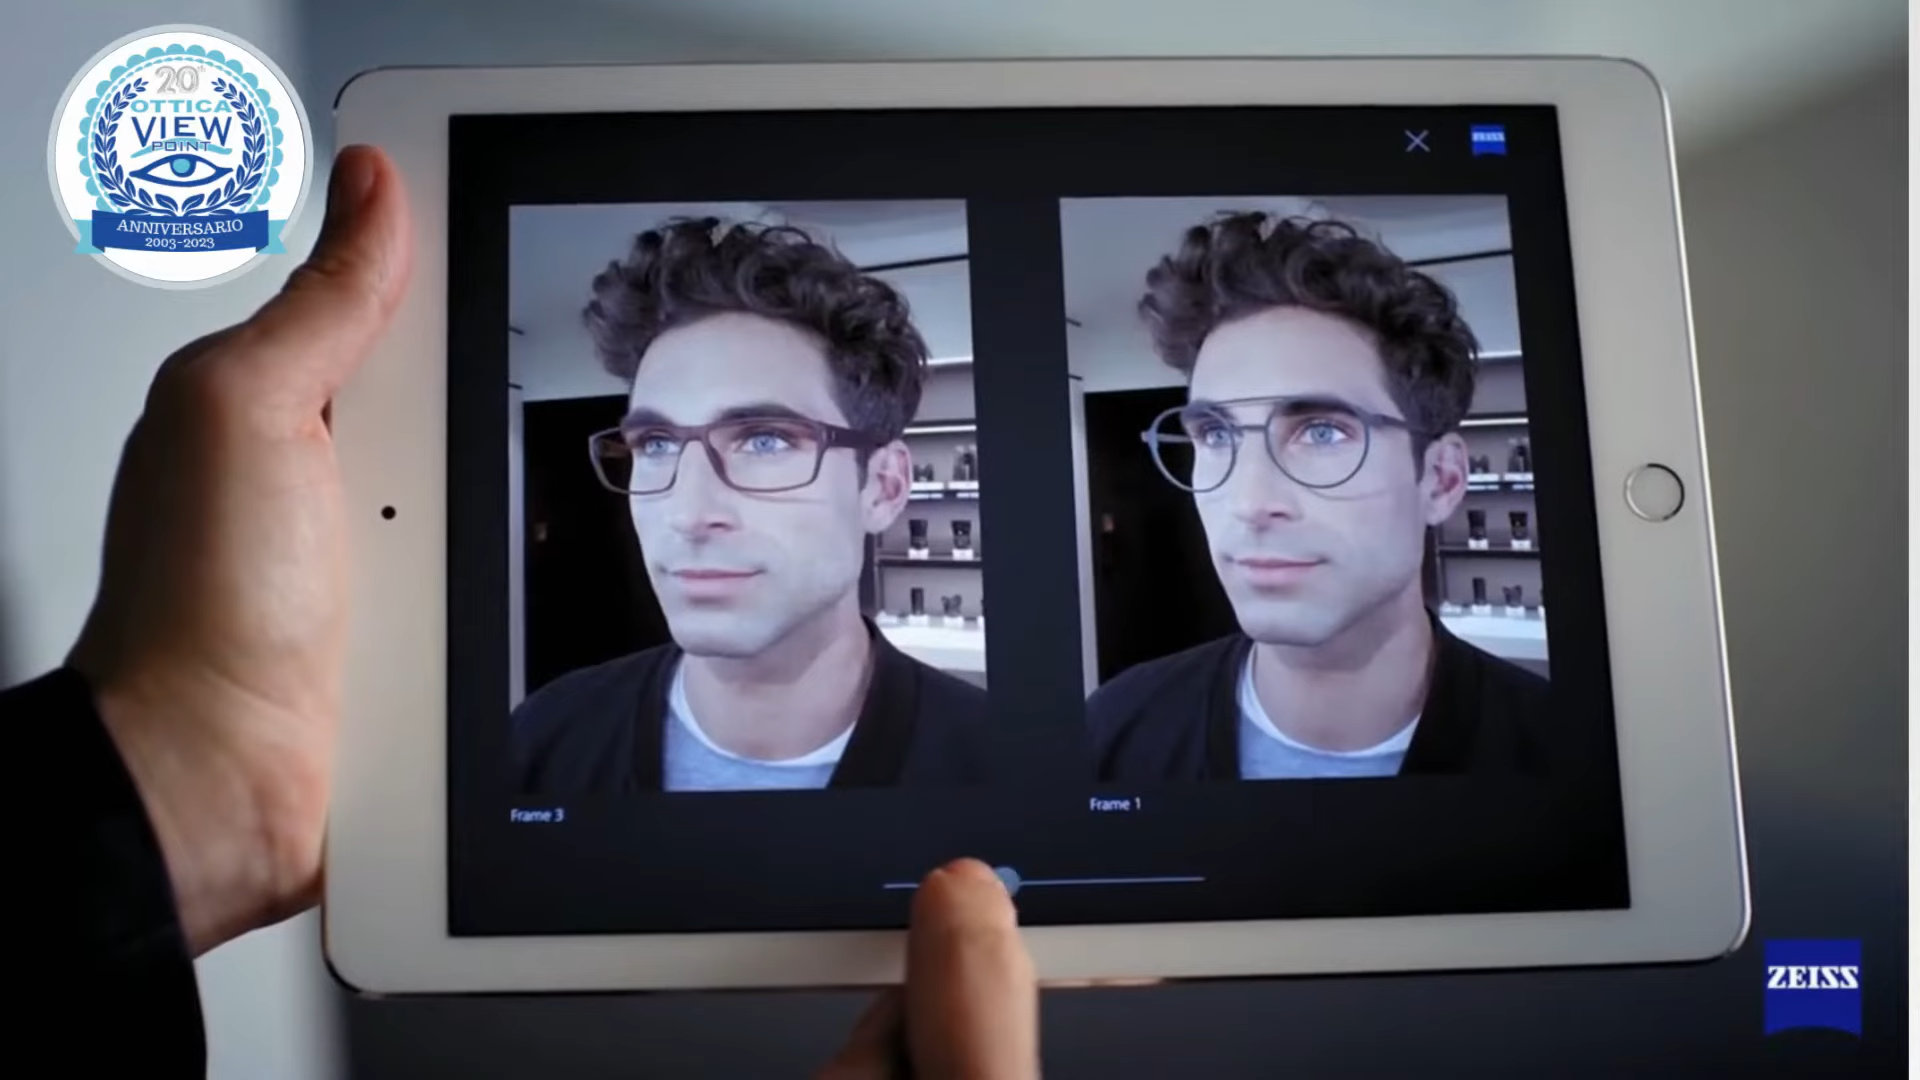 20th
OTTICA
VIEW
POINT
ANNIVERSARIO
2003-2023
ZEISS
Frame 3
Frame 1
ZEISS